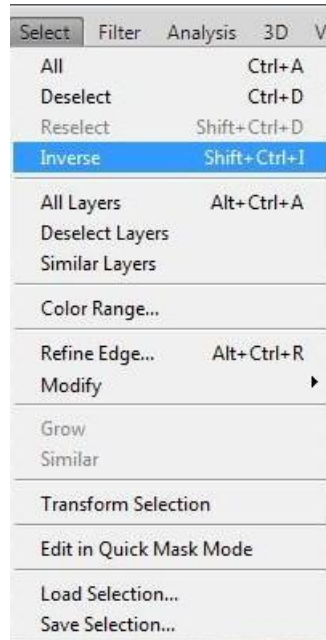 Select Filter Analysis 3D
All Ctrl+A
Deselect Ctrl+D
Reselect Shift+Ctrl+D
Inverse Shift+Ctrl+I
All Layers Alt+Ctrl+A
Deselect Layers
Similar Layers
Color Range...
Refine Edge... Alt+Ctrl+R
Modify
Grow
Similar
Transform Selection
Edit in Quick Mask Mode
Load Selection...
Save Selection...